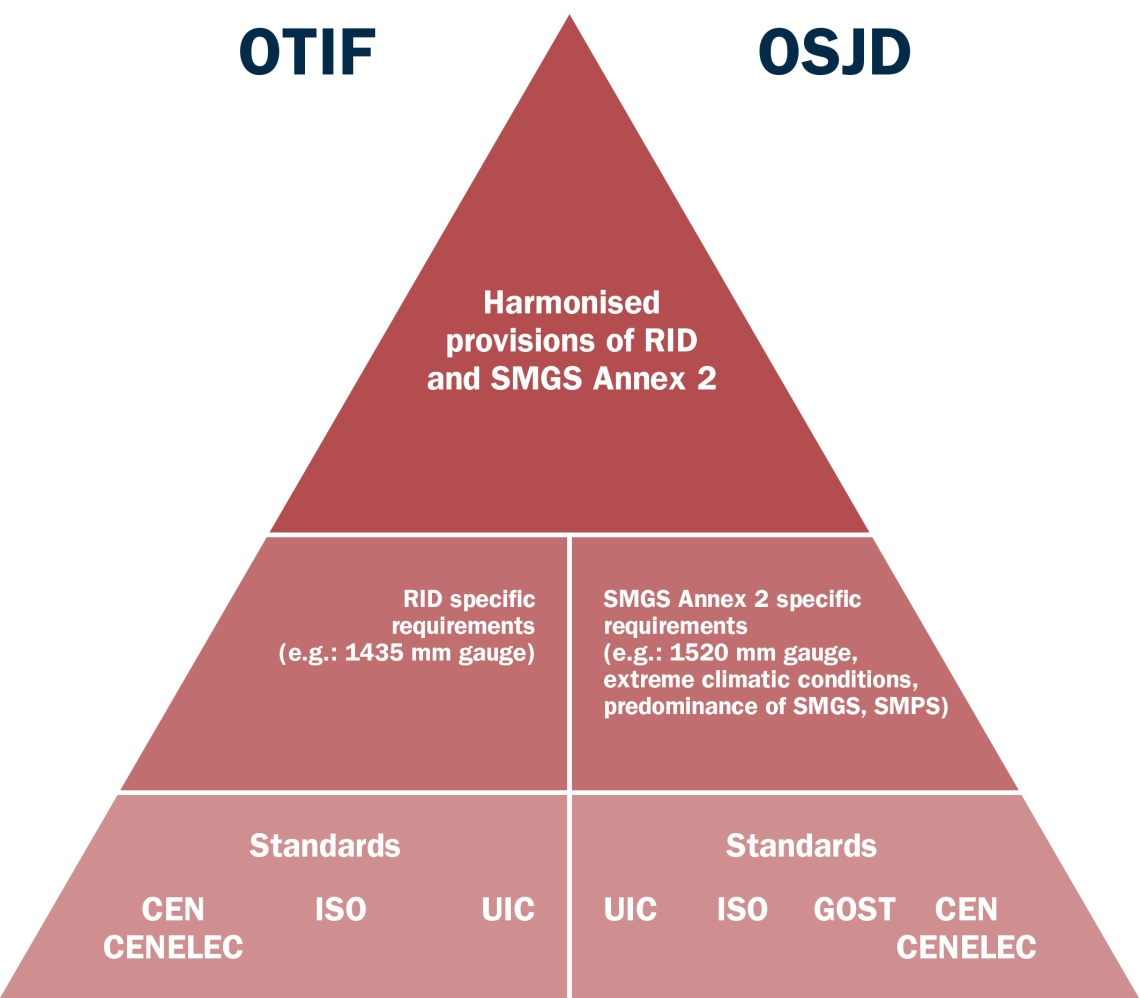 OTIF
OSJD
Harmonised
provisions of RID
and SMGS Annex 2
RID specific
requirements
(e.g.: 1435 mm gauge)
SMGS Annex 2 specific
requirements
(e.g.: 1520 mm gauge,
extreme climatic conditions,
predominance of SMGS, SMPS)
Standards
CEN
CENELEC
ISO
UIC
Standards
UIC
ISO
GOST
CEN
CENELEC